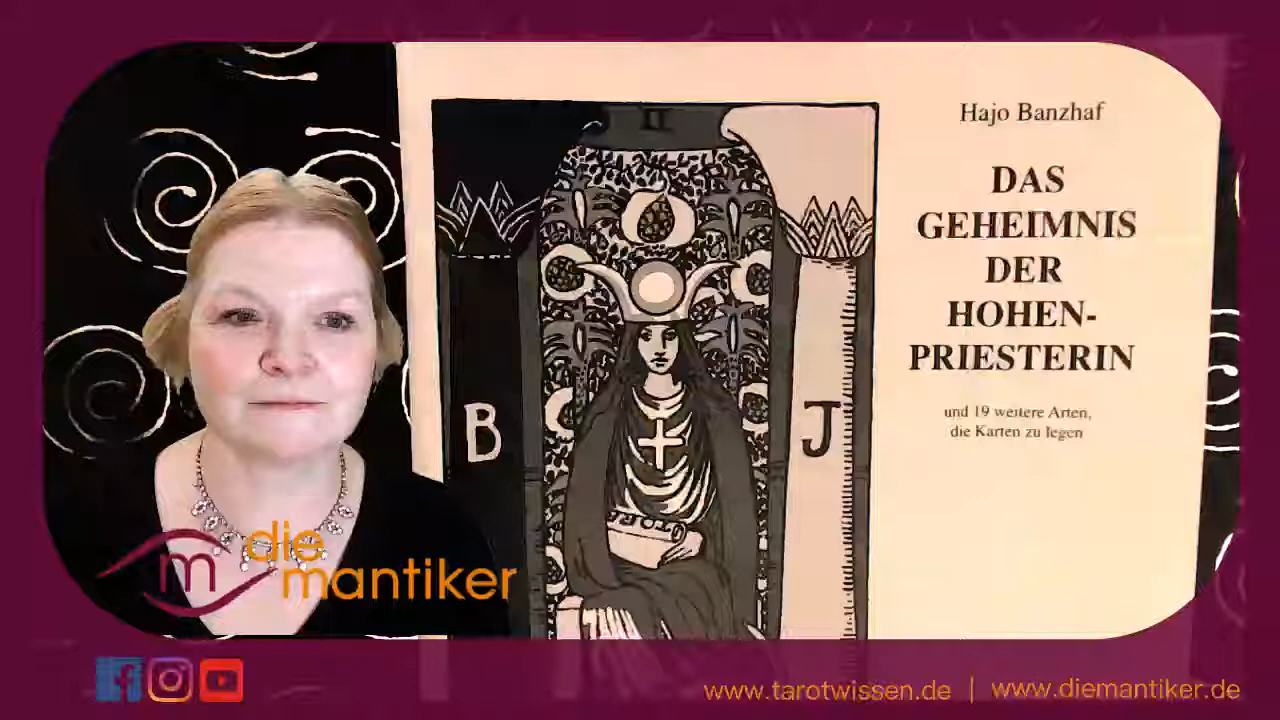 II
Hajo Banzhaf
DAS
GEHEIMNIS
DER
HOHEN-
PRIESTERIN
und 19 weitere Arten,
die Karten zu legen
B
J
TORA
m
die
mantiker
www.tarotwissen.de | www.diemantiker.de